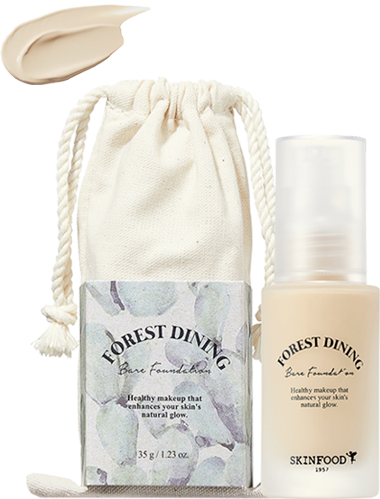 FOREST DINING
Bare Foundation
Healthy makeup that
enhances your skin's
natural glow.
35 g / 1.23 oz.
FOREST DINING
Bare Foundation
Healthy makeup that
enhances your skin's
natural glow.
SKINFOOD
1957